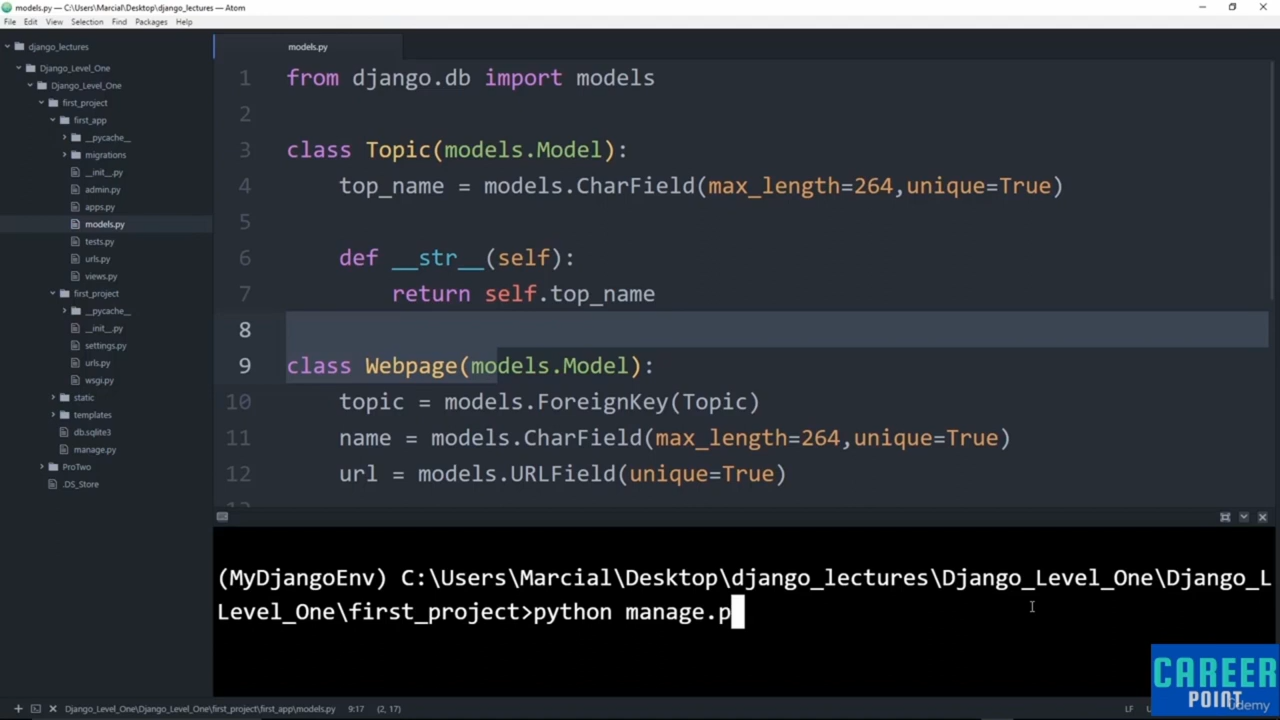 models.py — C:\Users\Marcial\Desktop\django_lectures — Atom
File Edit View Selection Find Packages Help
django_lectures
Django_Level_One
Django_Level_One
first_project
first_app
__pycache__
migrations
__init__.py
admin.py
apps.py
models.py
tests.py
urls.py
views.py
first_project
__pycache__
__init__.py
settings.py
urls.py
wsgi.py
static
templates
db.sqlite3
manage.py
ProTwo
.DS_Store
models.py
1 from django.db import models
2
3 class Topic(models.Model):
4 top_name = models.CharField(max_length=264,unique=True)
5
6 def __str__(self):
7 return self.top_name
8
9 class Webpage(models.Model):
10 topic = models.ForeignKey(Topic)
11 name = models.CharField(max_length=264,unique=True)
12 url = models.URLField(unique=True)
(MyDjangoEnv) C:\Users\Marcial\Desktop\django_lectures\Django_Level_One\Django_L
Level_One\first_project>python manage.p
Django_Level_One\Django_Level_One\first_project\first_app\models.py 9:17 (2, 17)
LF
CAREER
POINT
Udemy